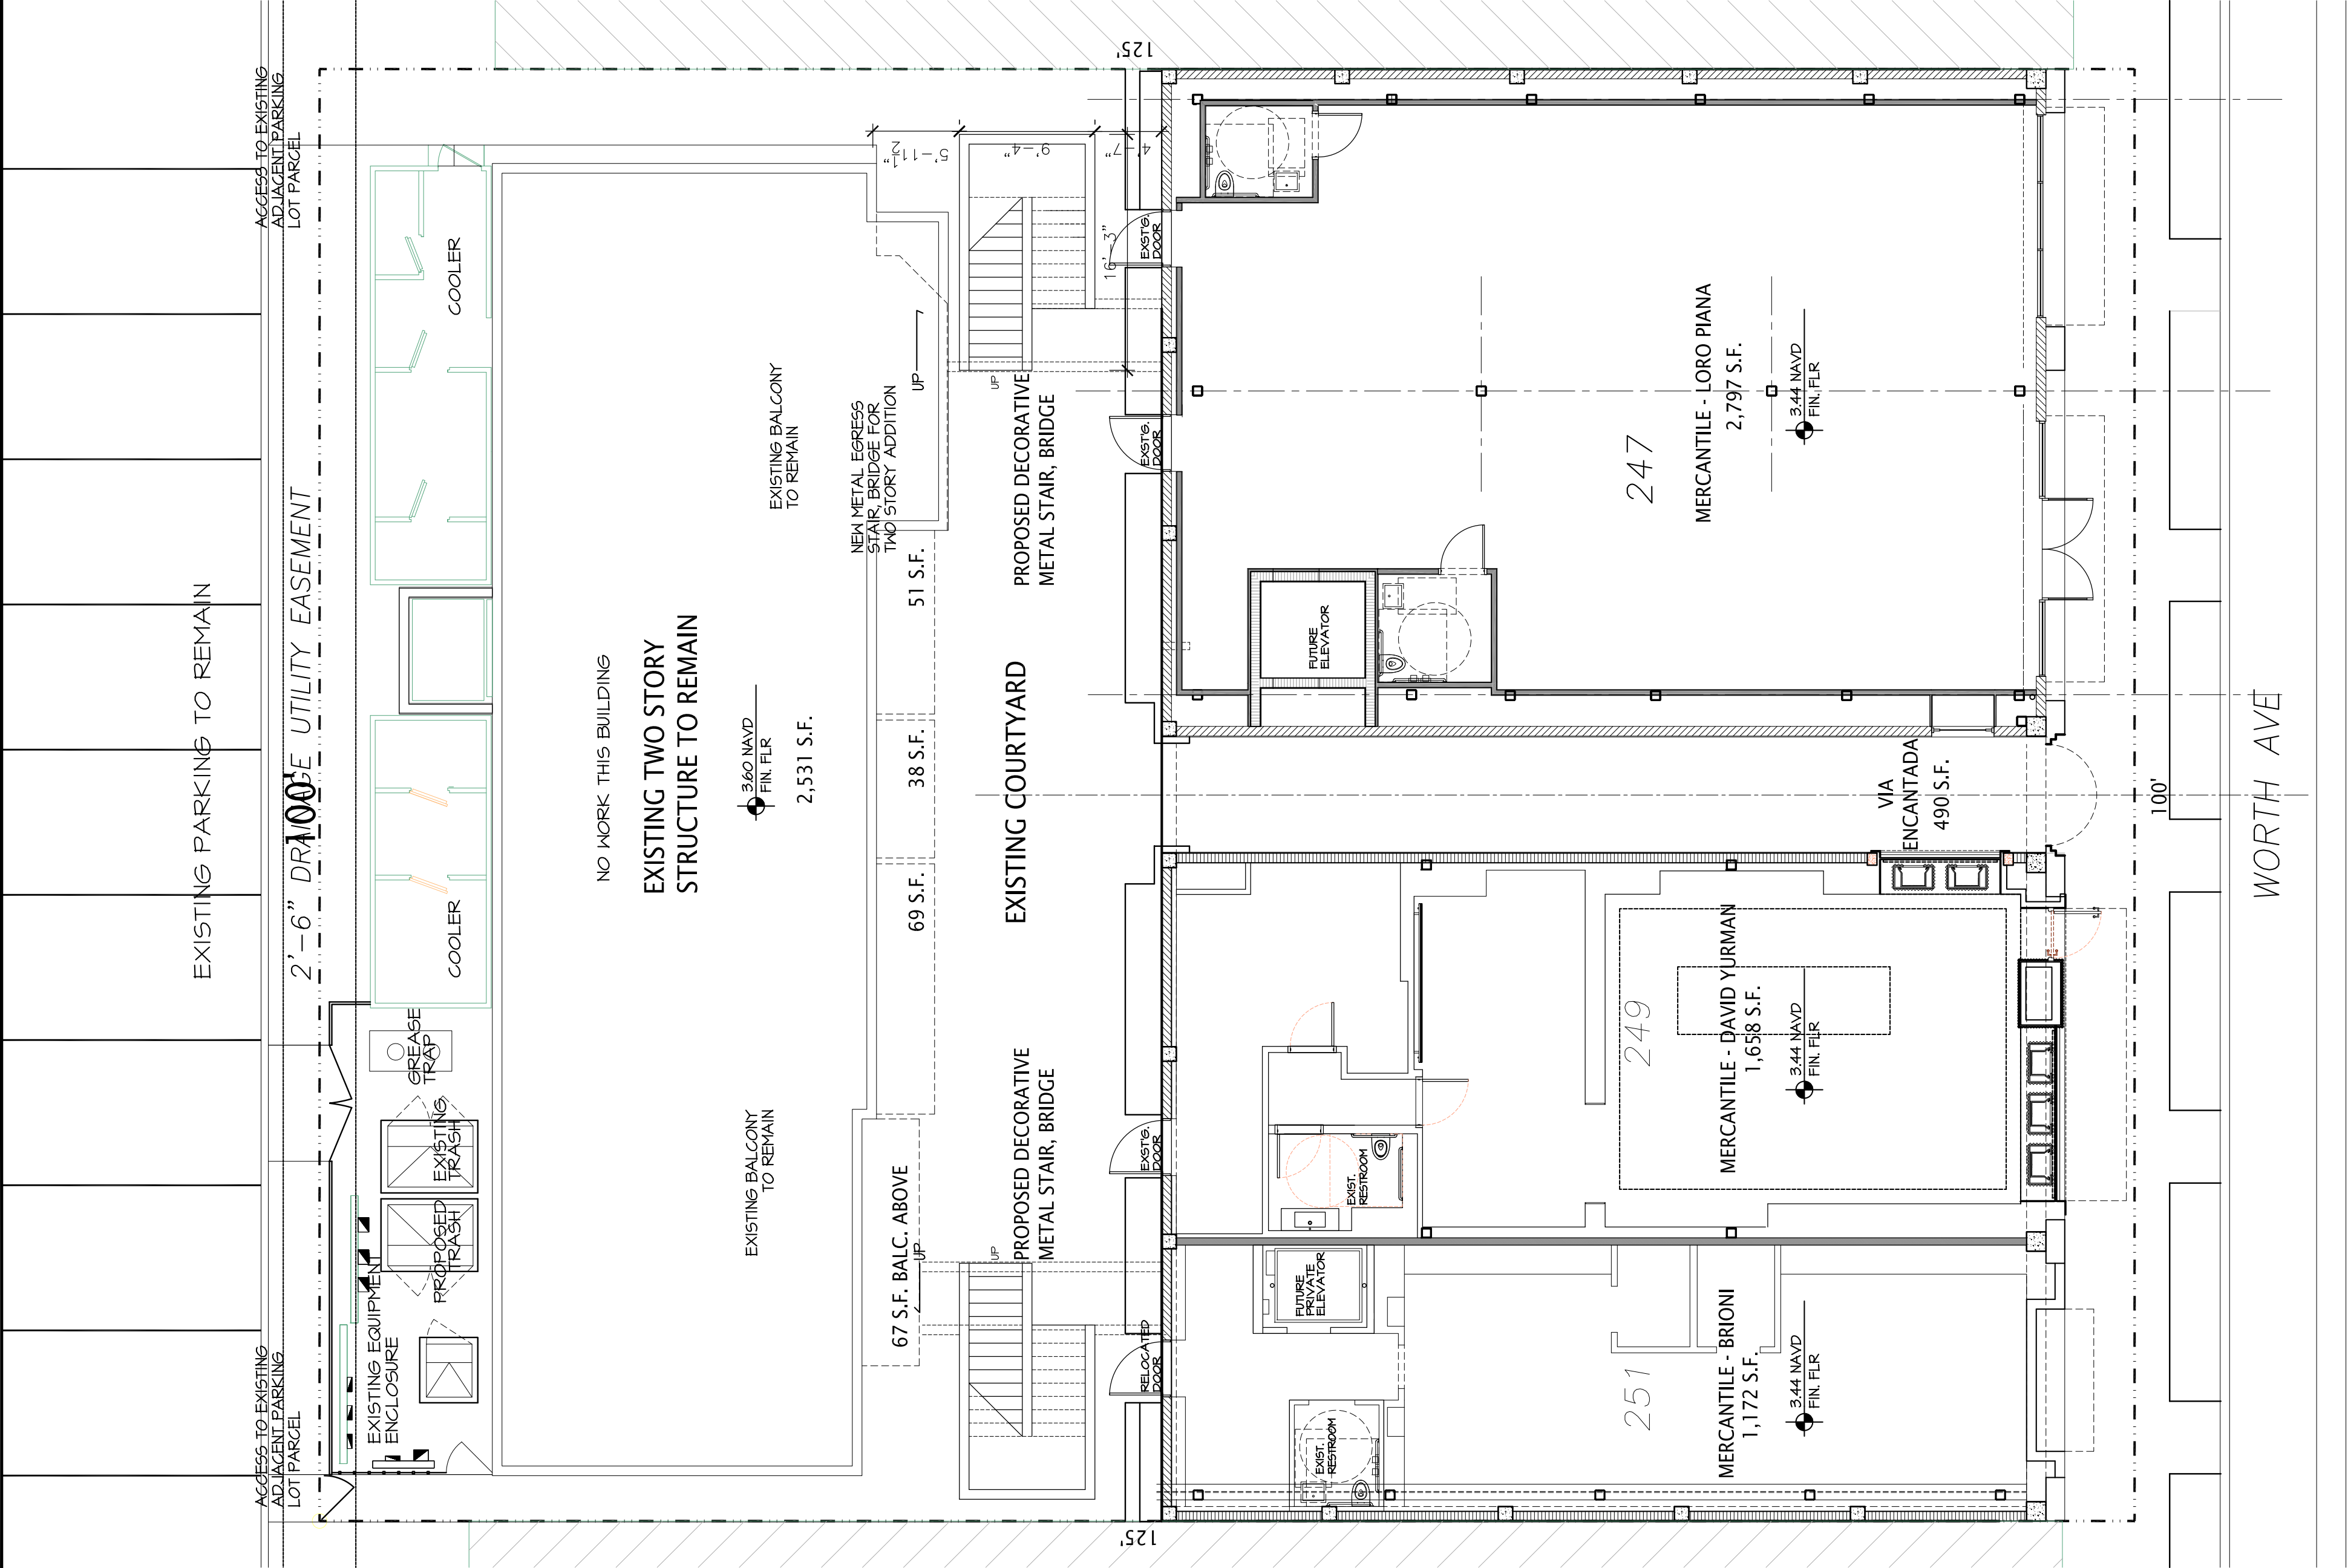 ACCESS TO EXISTING
ADJACENT PARKING
LOT PARCEL
EXISTING PARKING TO REMAIN
2'-6" DRAINAGE UTILITY EASEMENT
100'
ACCESS TO EXISTING
ADJACENT PARKING
LOT PARCEL
COOLER
COOLER
GREASE
TRAP
EXISTING
TRASH
PROPOSED
TRASH
EXISTING EQUIPMENT
ENCLOSURE
NO WORK THIS BUILDING
EXISTING TWO STORY
STRUCTURE TO REMAIN
3.60 NAVD
FIN. FLR
2,531 S.F.
EXISTING BALCONY
TO REMAIN
EXISTING BALCONY
TO REMAIN
NEW METAL EGRESS
STAIR, BRIDGE FOR
TWO STORY ADDITION
UP
51 S.F.
38 S.F.
69 S.F.
67 S.F. BALC. ABOVE
UP
5'-11 1/2"
9'-4"
4'-7"
16'-3"
UP
UP
PROPOSED DECORATIVE
METAL STAIR, BRIDGE
EXISTING COURTYARD
PROPOSED DECORATIVE
METAL STAIR, BRIDGE
125'
125'
EXST'G.
DOOR
EXST'G.
DOOR
EXST'G.
DOOR
RELOCATED
DOOR
FUTURE
ELEVATOR
247
MERCANTILE - LORO PIANA
2,797 S.F.
3.44 NAVD
FIN. FLR
VIA
ENCANTADA
490 S.F.
EXIST.
RESTROOM
249
MERCANTILE - DAVID YURMAN
1,658 S.F.
3.44 NAVD
FIN. FLR
FUTURE
PRIVATE
ELEVATOR
EXIST.
RESTROOM
251
MERCANTILE - BRIONI
1,172 S.F.
3.44 NAVD
FIN. FLR
100'
WORTH AVE